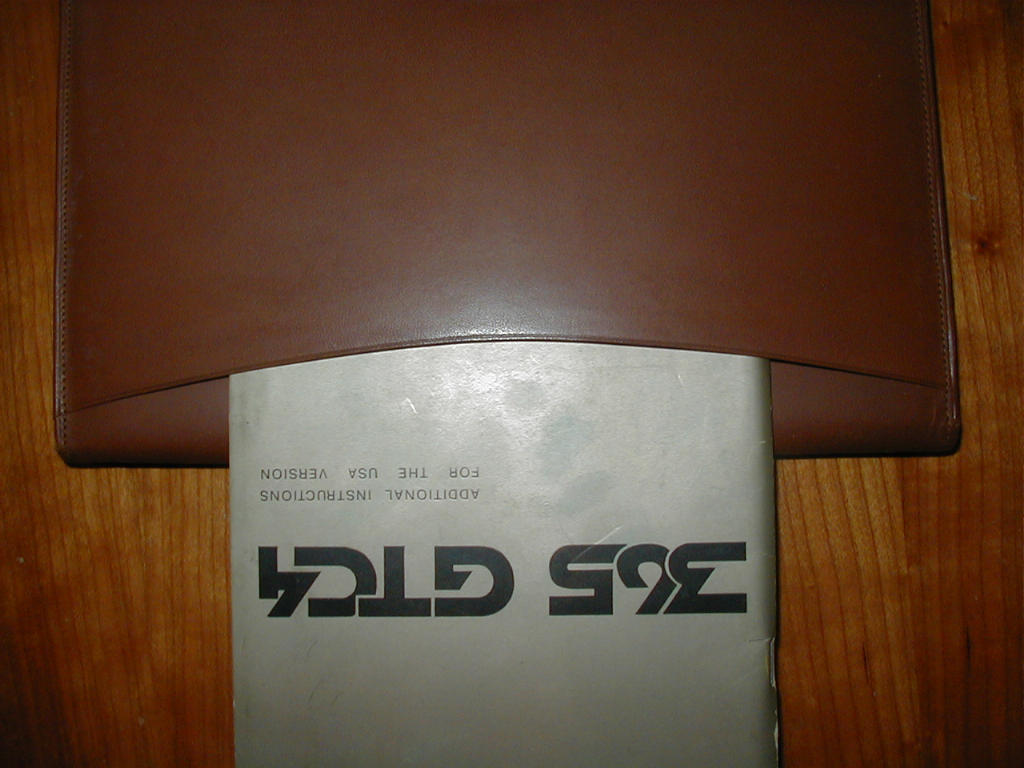 365 GTC4
ADDITIONAL INSTRUCTIONS
FOR THE USA VERSION